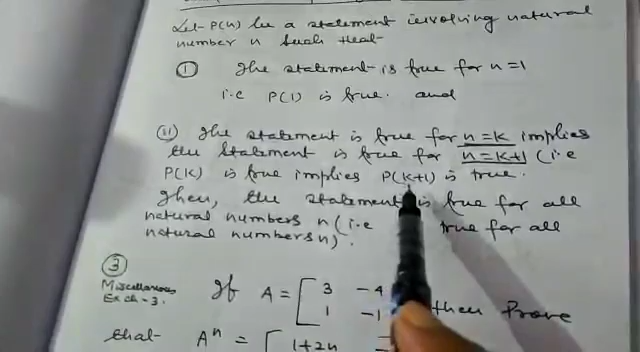 Let P(n) be a statement involving natural
number n such that
(i) The statement is true for n=1
i.e P(1) is true. and
(ii) The statement is true for n=k implies
the statement is true for n=k+1 (i.e
P(k) is true implies P(k+1) is true.
Then, the statement is true for all
natural numbers n (i.e true for all
natural numbers n).
(3)
Miscellaneous
Ex ch-3.
If A = [ 3 -4
1 -1 then Prove
that A^n = [ 1+2n